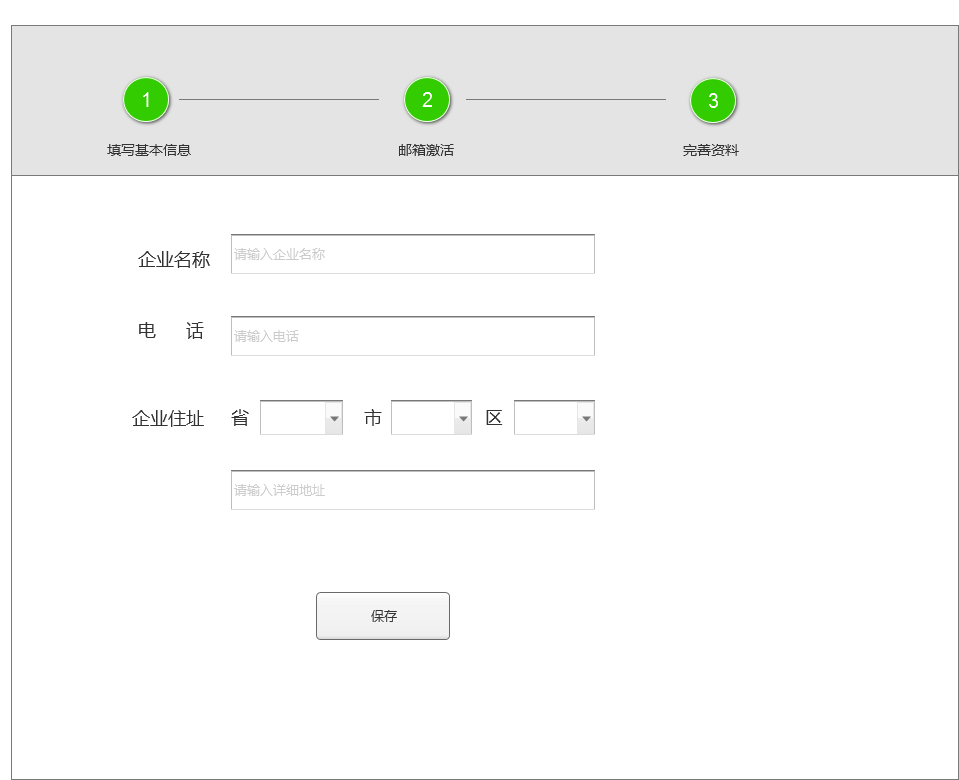 1 2 3
填写基本信息 邮箱激活 完善资料
企业名称 请输入企业名称
电 话 请输入电话
企业住址 省 市 区
请输入详细地址
保存